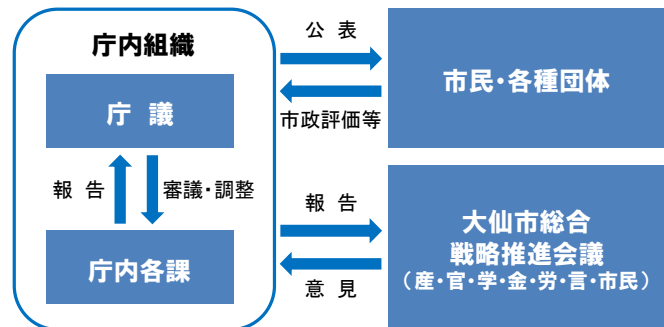 庁内組織
庁 議
報 告
審議・調整
庁内各課
公 表
市政評価等
市民・各種団体
報 告
意 見
大仙市総合
戦略推進会議
（産・官・学・金・労・言・市民）